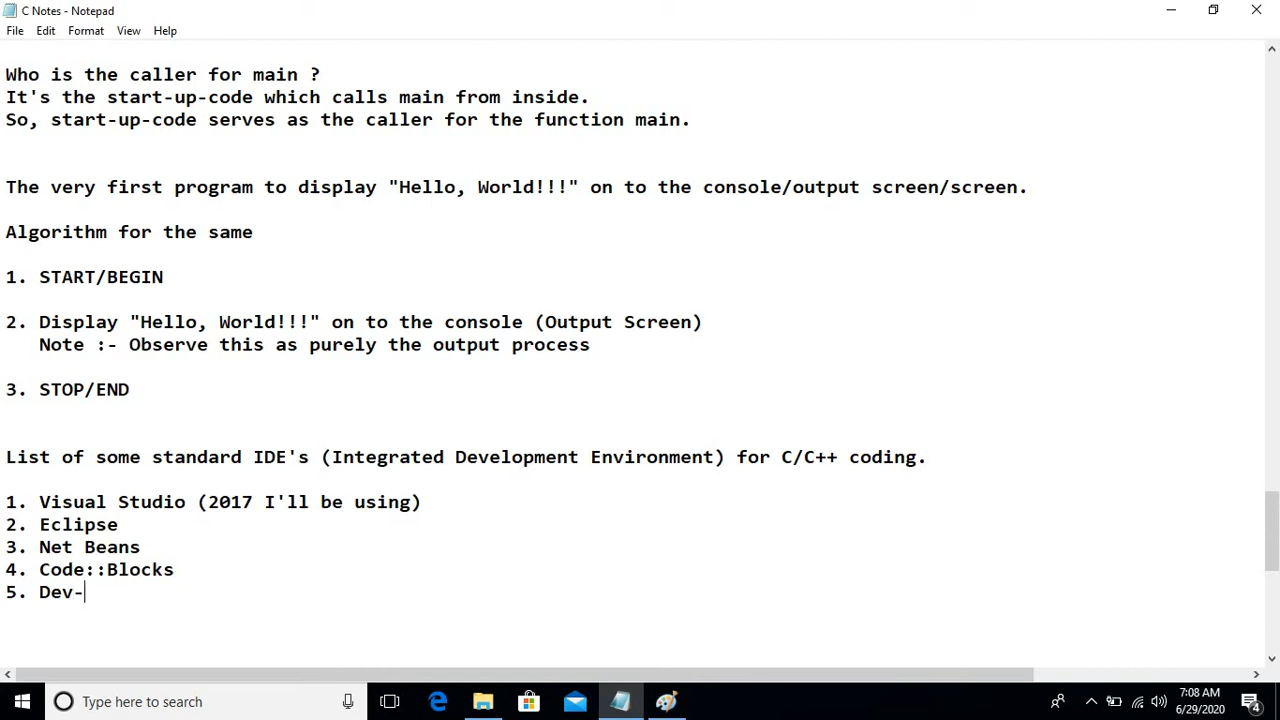 C Notes - Notepad
File Edit Format View Help
Who is the caller for main ?
It's the start-up-code which calls main from inside.
So, start-up-code serves as the caller for the function main.
The very first program to display "Hello, World!!!" on to the console/output screen/screen.
Algorithm for the same
1. START/BEGIN
2. Display "Hello, World!!!" on to the console (Output Screen)
Note :- Observe this as purely the output process
3. STOP/END
List of some standard IDE's (Integrated Development Environment) for C/C++ coding.
1. Visual Studio (2017 I'll be using)
2. Eclipse
3. Net Beans
4. Code::Blocks
5. Dev-
Type here to search
7:08 AM
6/29/2020
4